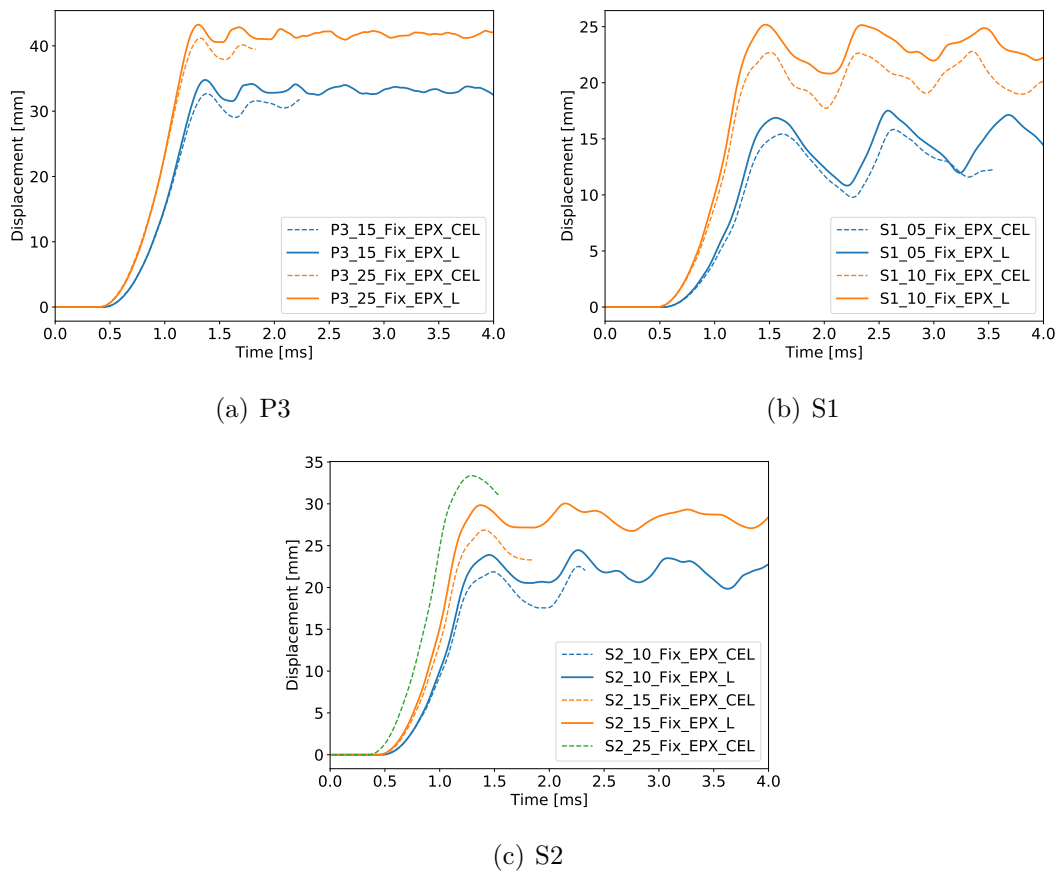 Displacement [mm]
40
30
20
10
0
P3_15_Fix_EPX_CEL
P3_15_Fix_EPX_L
P3_25_Fix_EPX_CEL
P3_25_Fix_EPX_L
0.0 0.5 1.0 1.5 2.0 2.5 3.0 3.5 4.0
Time [ms]
(a) P3
Displacement [mm]
25
20
15
10
5
0
S1_05_Fix_EPX_CEL
S1_05_Fix_EPX_L
S1_10_Fix_EPX_CEL
S1_10_Fix_EPX_L
0.0 0.5 1.0 1.5 2.0 2.5 3.0 3.5 4.0
Time [ms]
(b) S1
Displacement [mm]
35
30
25
20
15
10
5
0
S2_10_Fix_EPX_CEL
S2_10_Fix_EPX_L
S2_15_Fix_EPX_CEL
S2_15_Fix_EPX_L
S2_25_Fix_EPX_CEL
0.0 0.5 1.0 1.5 2.0 2.5 3.0 3.5 4.0
Time [ms]
(c) S2